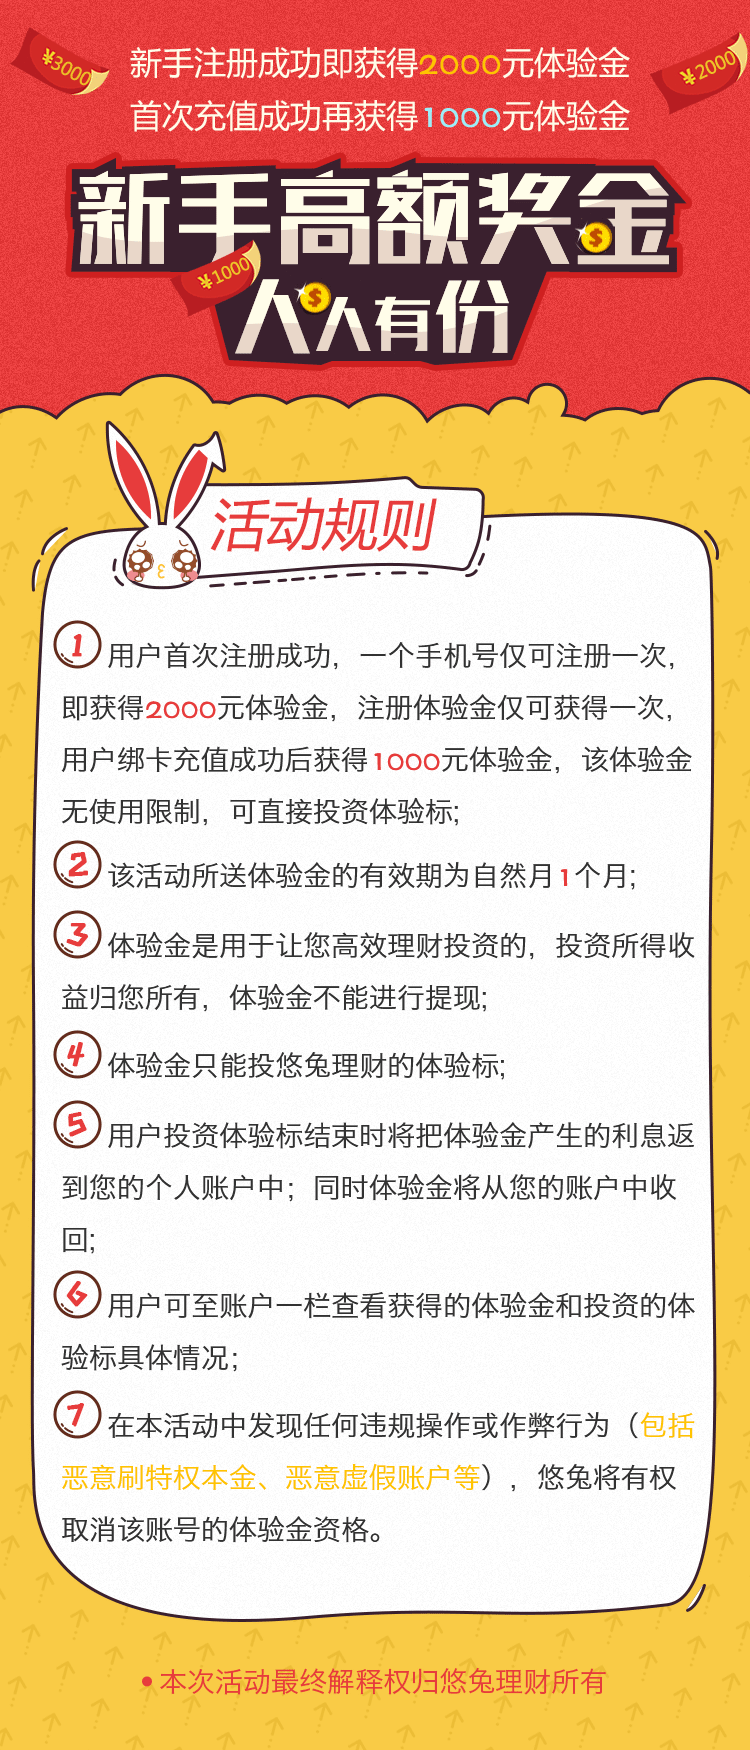 ¥3000
新手注册成功即获得2000元体验金
¥2000
首次充值成功再获得1000元体验金
新手高额奖金
¥1000
人人有份
活动规则
1 用户首次注册成功，一个手机号仅可注册一次，
即获得2000元体验金，注册体验金仅可获得一次，
用户绑卡充值成功后获得1000元体验金，该体验金
无使用限制，可直接投资体验标;
2 该活动所送体验金的有效期为自然月1个月;
3 体验金是用于让您高效理财投资的，投资所得收
益归您所有，体验金不能进行提现;
4 体验金只能投悠兔理财的体验标;
5 用户投资体验标结束时将把体验金产生的利息返
到您的个人账户中；同时体验金将从您的账户中收
回;
6 用户可至账户一栏查看获得的体验金和投资的体
验标具体情况；
7 在本活动中发现任何违规操作或作弊行为（包括
恶意刷特权本金、恶意虚假账户等），悠兔将有权
取消该账号的体验金资格。
•本次活动最终解释权归悠兔理财所有